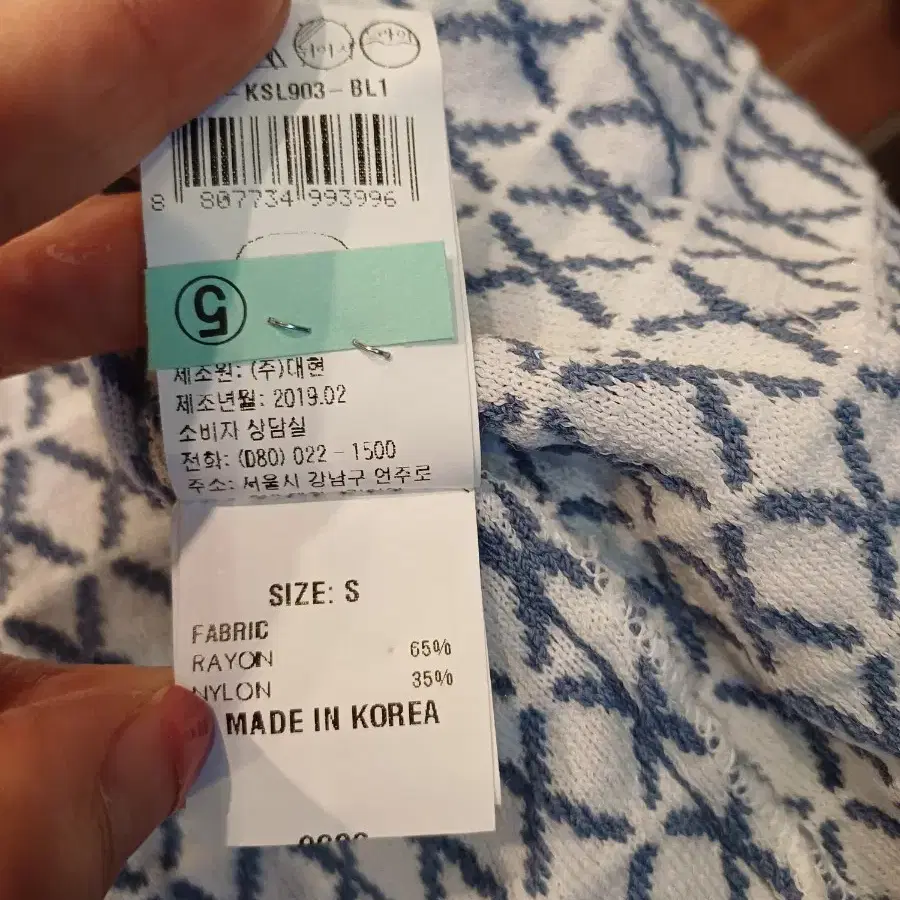 -KSL903-BL1
8 807734 993996
5
제조원: (주)대현
제조년월: 2019.02
소비자 상담실
전화: (080) 022-1500
주소: 서울시 강남구 언주로
SIZE: S
FABRIC
RAYON 65%
NYLON 35%
MADE IN KOREA